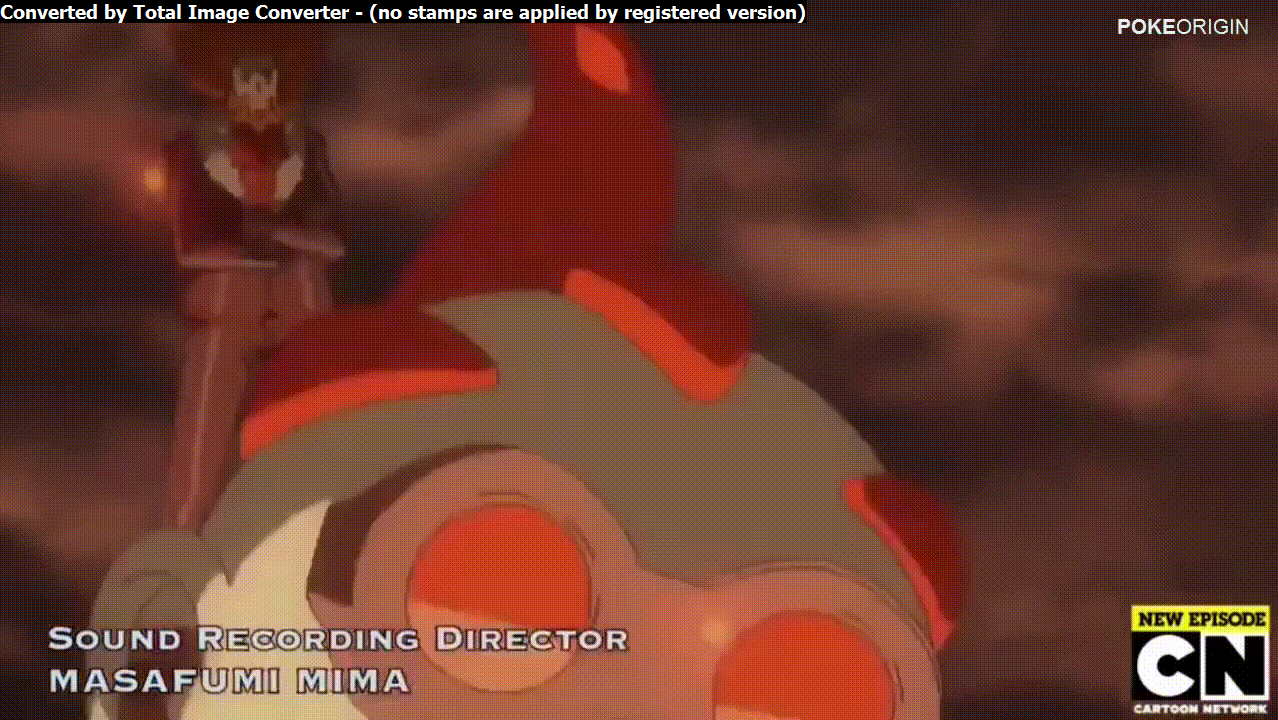 Converted by Total Image Converter - (no stamps are applied by registered version)
POKEORIGIN
SOUND RECORDING DIRECTOR
MASAFUMI MIMA
NEW EPISODE
CN
CARTOON NETWORK